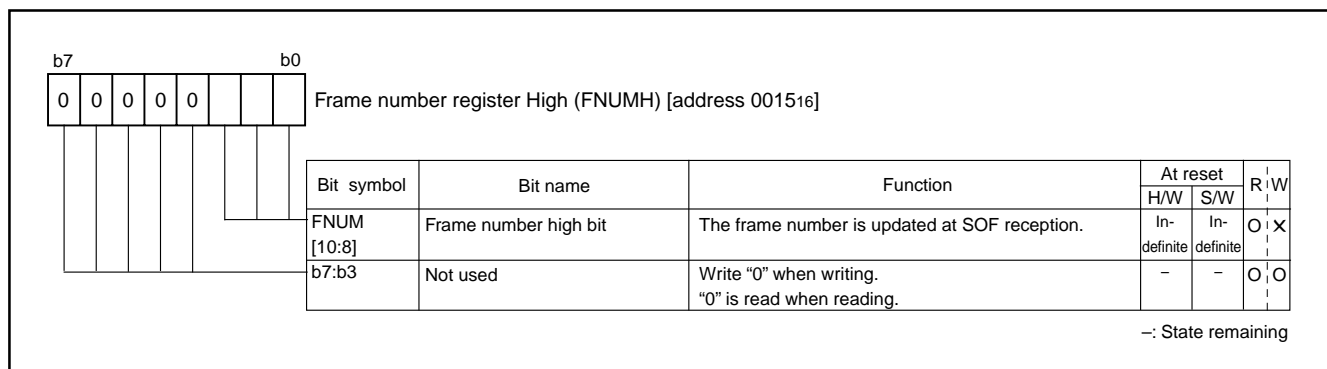 b7 b0
0 0 0 0 0 Frame number register High (FNUMH) [address 001516]
Bit symbol Bit name Function At reset R W
H/W S/W
FNUM Frame number high bit The frame number is updated at SOF reception. In- In- O ×
[10:8] definite definite
b7:b3 Not used Write “0” when writing. – – O O
“0” is read when reading.
–: State remaining